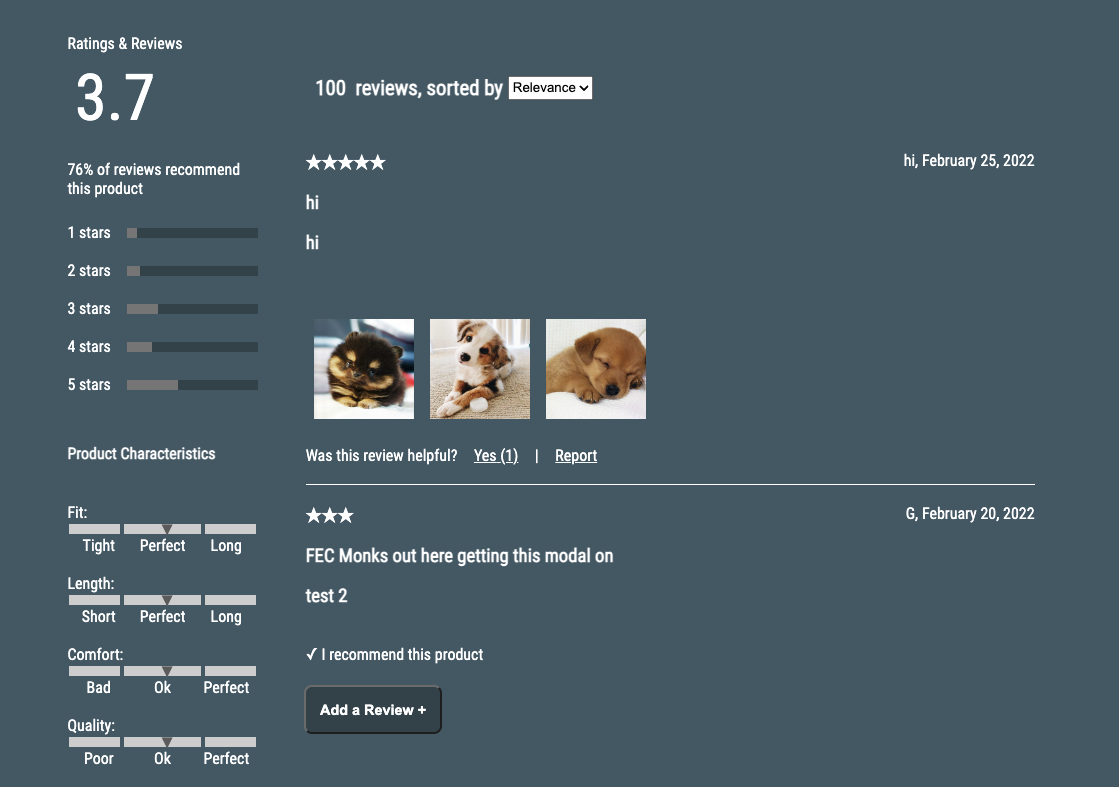 Ratings & Reviews
3.7
76% of reviews recommend
this product
1 stars
2 stars
3 stars
4 stars
5 stars
Product Characteristics
Fit:
Tight Perfect Long
Length:
Short Perfect Long
Comfort:
Bad Ok Perfect
Quality:
Poor Ok Perfect
100 reviews, sorted by Relevance
★★★★★ hi, February 25, 2022
hi
hi
Was this review helpful? Yes (1) | Report
★★★ G, February 20, 2022
FEC Monks out here getting this modal on
test 2
✓ I recommend this product
Add a Review +